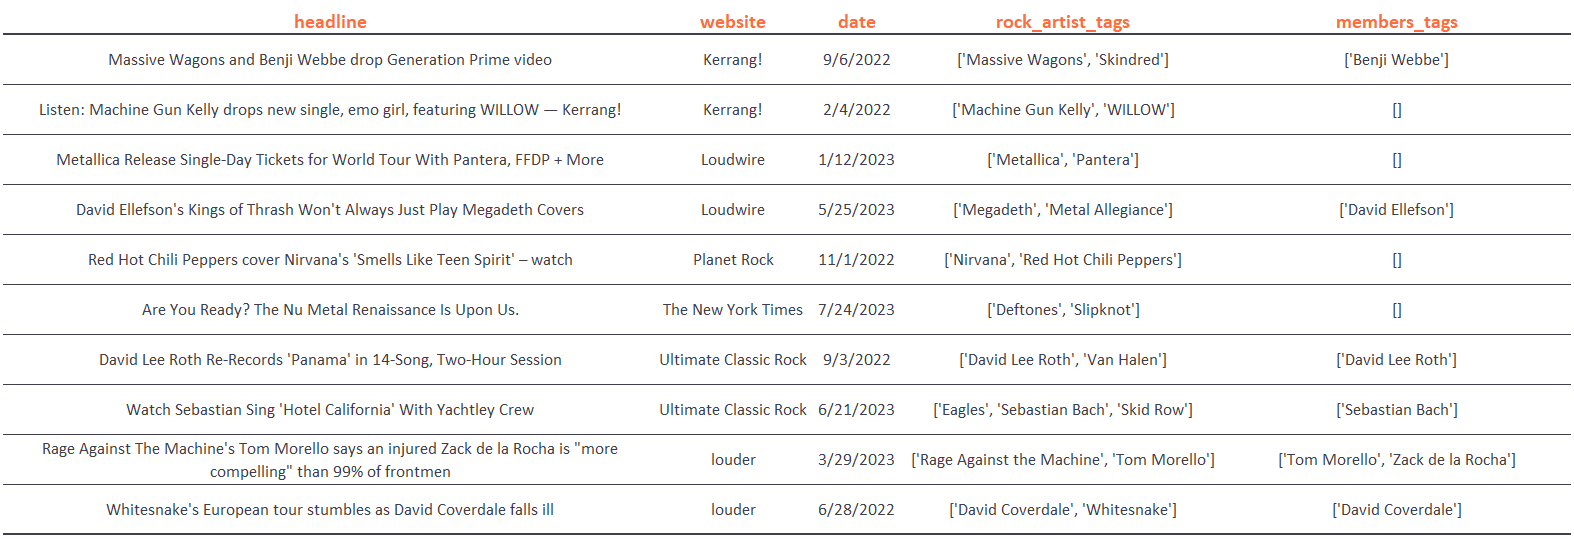 headline website date rock_artist_tags members_tags
Massive Wagons and Benji Webbe drop Generation Prime video Kerrang! 9/6/2022 ['Massive Wagons', 'Skindred'] ['Benji Webbe']
Listen: Machine Gun Kelly drops new single, emo girl, featuring WILLOW — Kerrang! Kerrang! 2/4/2022 ['Machine Gun Kelly', 'WILLOW'] []
Metallica Release Single-Day Tickets for World Tour With Pantera, FFDP + More Loudwire 1/12/2023 ['Metallica', 'Pantera'] []
David Ellefson's Kings of Thrash Won't Always Just Play Megadeth Covers Loudwire 5/25/2023 ['Megadeth', 'Metal Allegiance'] ['David Ellefson']
Red Hot Chili Peppers cover Nirvana's 'Smells Like Teen Spirit' – watch Planet Rock 11/1/2022 ['Nirvana', 'Red Hot Chili Peppers'] []
Are You Ready? The Nu Metal Renaissance Is Upon Us. The New York Times 7/24/2023 ['Deftones', 'Slipknot'] []
David Lee Roth Re-Records 'Panama' in 14-Song, Two-Hour Session Ultimate Classic Rock 9/3/2022 ['David Lee Roth', 'Van Halen'] ['David Lee Roth']
Watch Sebastian Sing 'Hotel California' With Yachtley Crew Ultimate Classic Rock 6/21/2023 ['Eagles', 'Sebastian Bach', 'Skid Row'] ['Sebastian Bach']
Rage Against The Machine's Tom Morello says an injured Zack de la Rocha is "more
compelling" than 99% of frontmen louder 3/29/2023 ['Rage Against the Machine', 'Tom Morello'] ['Tom Morello', 'Zack de la Rocha']
Whitesnake's European tour stumbles as David Coverdale falls ill louder 6/28/2022 ['David Coverdale', 'Whitesnake'] ['David Coverdale']